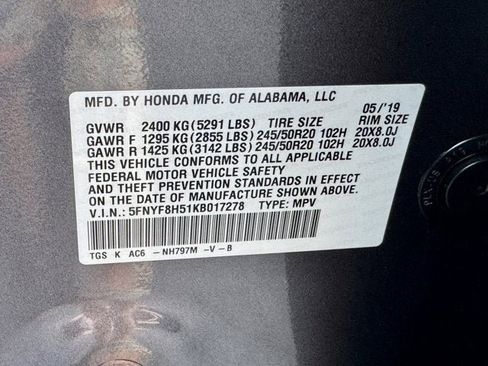 MFD. BY HONDA MFG. OF ALABAMA, LLC
05/'19
GVWR 2400 KG (5291 LBS) TIRE SIZE RIM SIZE
GAWR F 1295 KG (2855 LBS) 245/50R20 102H 20X8.0J
GAWR R 1425 KG (3142 LBS) 245/50R20 102H 20X8.0J
THIS VEHICLE CONFORMS TO ALL APPLICABLE
FEDERAL MOTOR VEHICLE SAFETY
STANDARDS IN EFFECT
ON THE DATE OF MANUFACTURE SHOWN ABOVE.
V.I.N.: 5FNYF8H51KB017278 TYPE: MPV
TGS K AC6 -NH797M -V-B